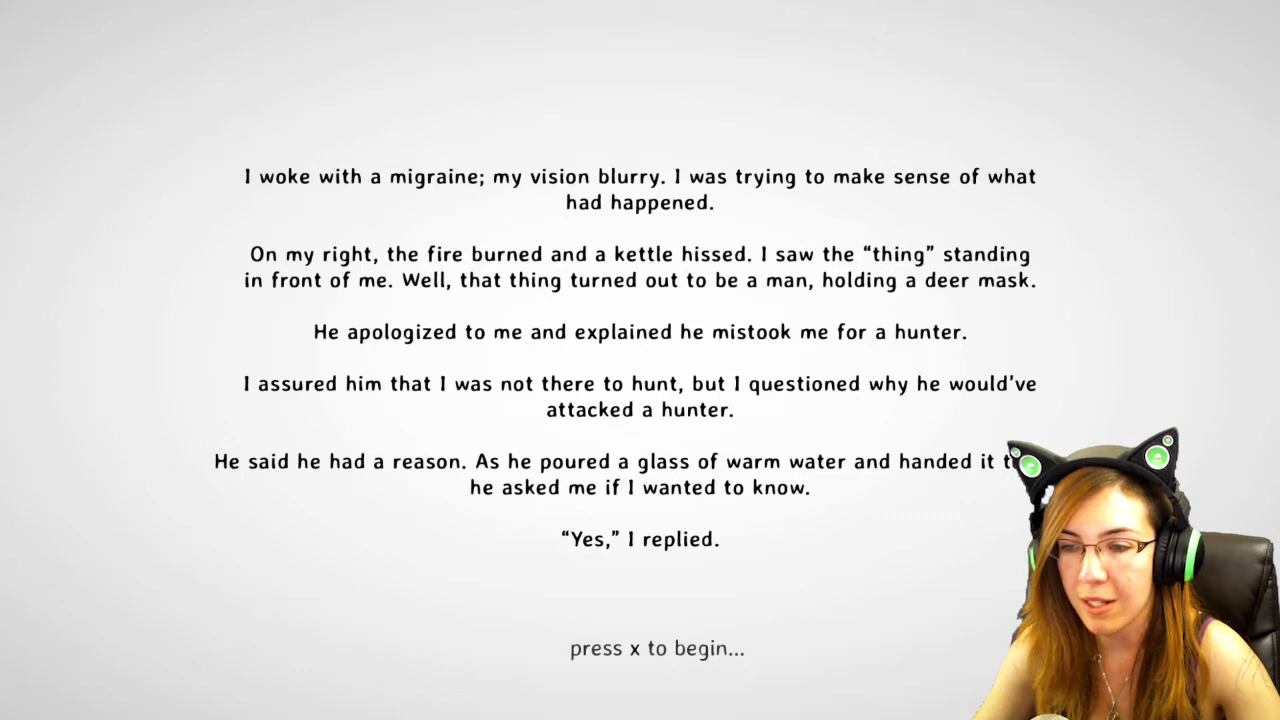 I woke with a migraine; my vision blurry. I was trying to make sense of what
had happened.
On my right, the fire burned and a kettle hissed. I saw the “thing” standing
in front of me. Well, that thing turned out to be a man, holding a deer mask.
He apologized to me and explained he mistook me for a hunter.
I assured him that I was not there to hunt, but I questioned why he would’ve
attacked a hunter.
He said he had a reason. As he poured a glass of warm water and handed it
he asked me if I wanted to know.
“Yes,” I replied.
press x to begin...